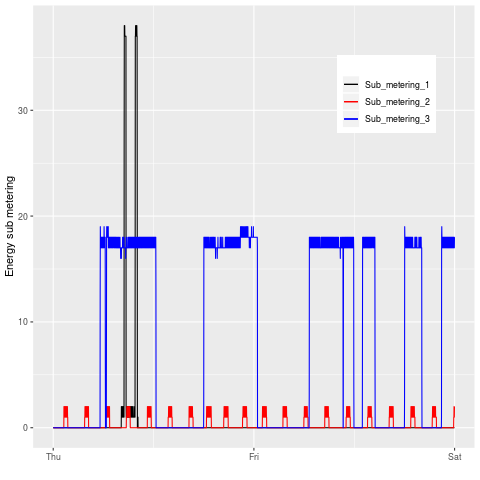 Energy sub metering
30
20
10
0
Sub_metering_1
Sub_metering_2
Sub_metering_3
Thu
Fri
Sat